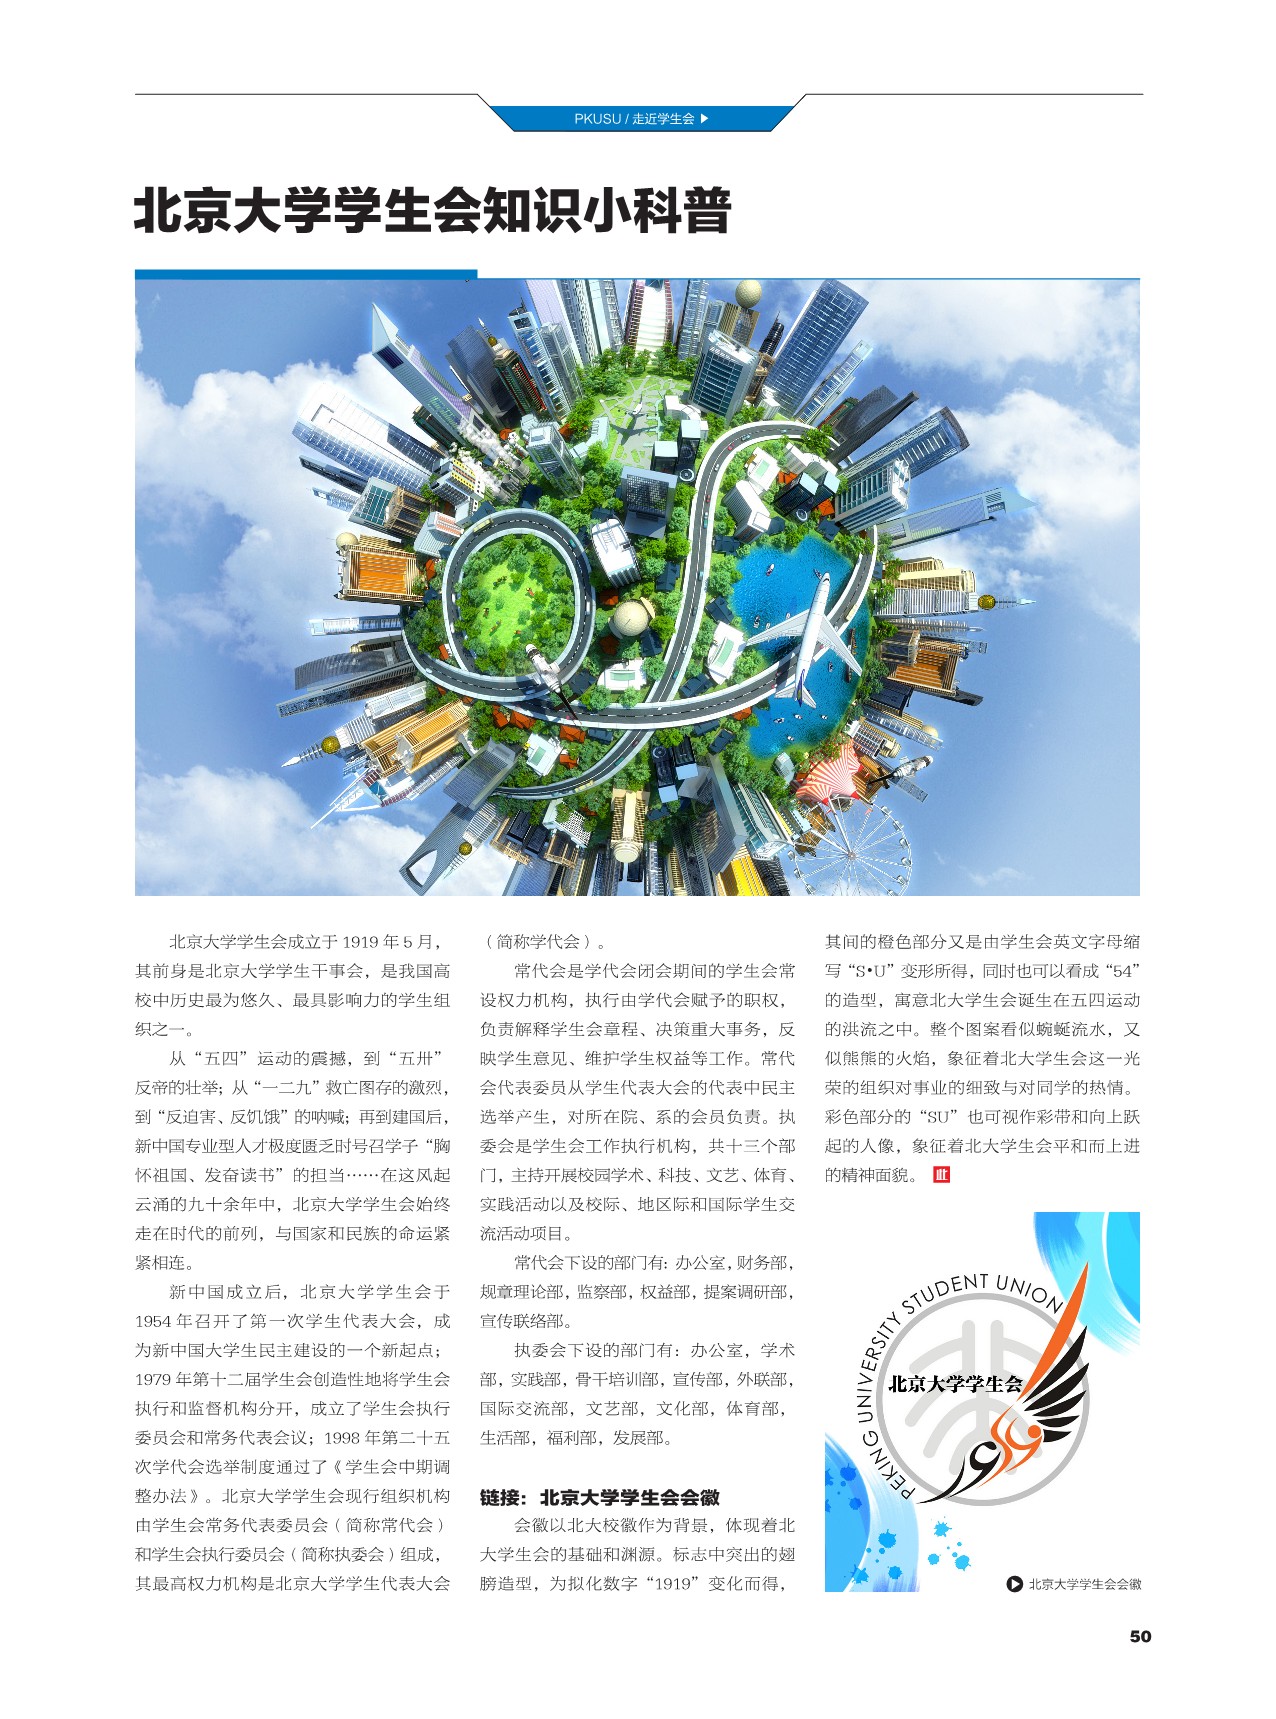 PKUSU / 走近学生会
北京大学学生会知识小科普
北京大学学生会成立于 1919 年 5 月，
其前身是北京大学学生干事会，是我国高
校中历史最为悠久、最具影响力的学生组
织之一。
从“五四”运动的震撼，到“五卅”
反帝的壮举；从“一二九”救亡图存的激烈，
到“反迫害、反饥饿”的呐喊；再到建国后，
新中国专业型人才极度匮乏时号召学子“胸
怀祖国、发奋读书”的担当……在这风起
云涌的九十余年中，北京大学学生会始终
走在时代的前列，与国家和民族的命运紧
紧相连。
新中国成立后，北京大学学生会于
1954 年召开了第一次学生代表大会，成
为新中国大学生民主建设的一个新起点；
1979 年第十二届学生会创造性地将学生会
执行和监督机构分开，成立了学生会执行
委员会和常务代表会议；1998 年第二十五
次学代会选举制度通过了《学生会中期调
整办法》。北京大学学生会现行组织机构
由学生会常务代表委员会（简称常代会）
和学生会执行委员会（简称执委会）组成，
其最高权力机构是北京大学学生代表大会
（简称学代会）。
常代会是学代会闭会期间的学生会常
设权力机构，执行由学代会赋予的职权，
负责解释学生会章程、决策重大事务，反
映学生意见、维护学生权益等工作。常代
会代表委员从学生代表大会的代表中民主
选举产生，对所在院、系的会员负责。执
委会是学生会工作执行机构，共十三个部
门，主持开展校园学术、科技、文艺、体育、
实践活动以及校际、地区际和国际学生交
流活动项目。
常代会下设的部门有：办公室，财务部，
规章理论部，监察部，权益部，提案调研部，
宣传联络部。
执委会下设的部门有：办公室，学术
部，实践部，骨干培训部，宣传部，外联部，
国际交流部，文艺部，文化部，体育部，
生活部，福利部，发展部。
链接：北京大学学生会会徽
会徽以北大校徽作为背景，体现着北
大学生会的基础和渊源。标志中突出的翅
膀造型，为拟化数字“1919”变化而得，
其间的橙色部分又是由学生会英文字母缩
写“S•U”变形所得，同时也可以看成“54”
的造型，寓意北大学生会诞生在五四运动
的洪流之中。整个图案看似蜿蜒流水，又
似熊熊的火焰，象征着北大学生会这一光
荣的组织对事业的细致与对同学的热情。
彩色部分的“SU”也可视作彩带和向上跃
起的人像，象征着北大学生会平和而上进
的精神面貌。
PEKING UNIVERSITY STUDENT UNION
北京大学学生会
北京大学学生会会徽
50